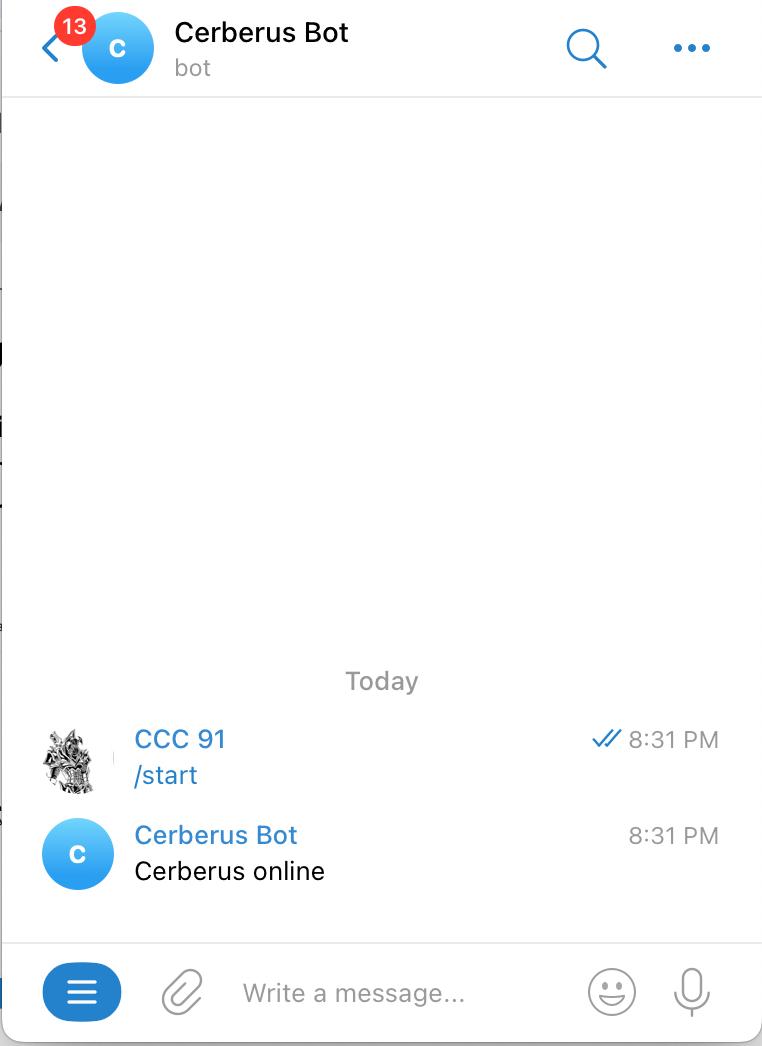 13
C
Cerberus Bot
bot
Today
CCC 91
8:31 PM
/start
C
Cerberus Bot
8:31 PM
Cerberus online
Write a message...